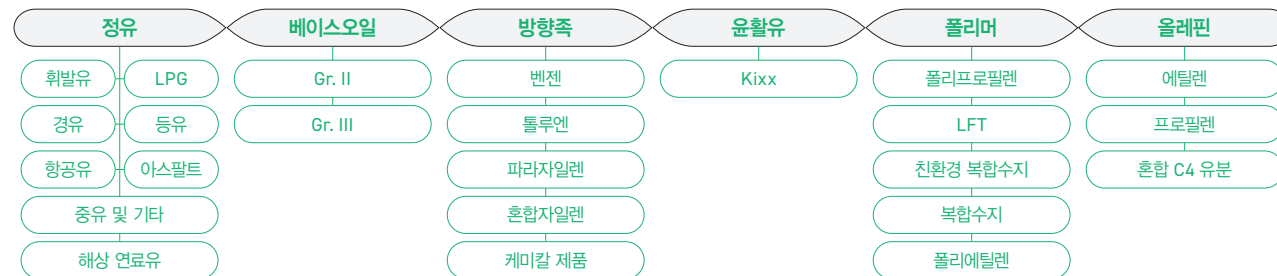 정유
휘발유
LPG
경유
등유
항공유
아스팔트
중유 및 기타
해상 연료유
베이스오일
Gr. II
Gr. III
방향족
벤젠
톨루엔
파라자일렌
혼합자일렌
케미칼 제품
윤활유
Kixx
폴리머
폴리프로필렌
LFT
친환경 복합수지
복합수지
폴리에틸렌
올레핀
에틸렌
프로필렌
혼합 C4 유분